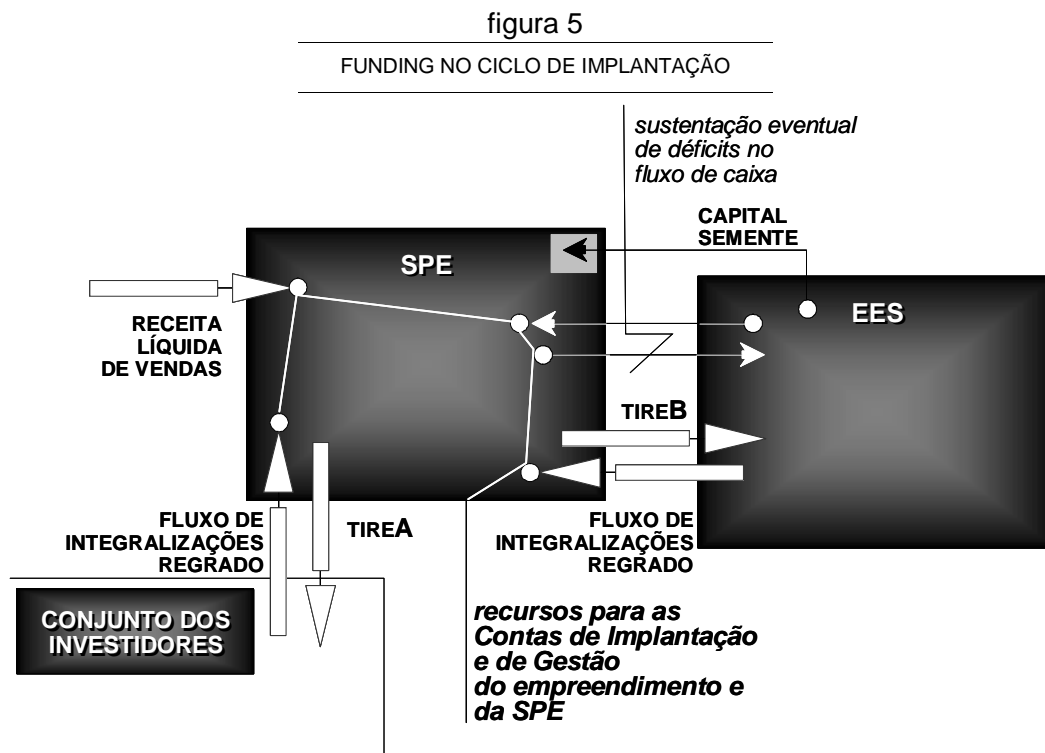 figura 5
FUNDING NO CICLO DE IMPLANTAÇÃO
sustentação eventual
de déficits no
fluxo de caixa
CAPITAL
SEMENTE
SPE
EES
RECEITA
LÍQUIDA
DE VENDAS
TIREB
FLUXO DE
INTEGRALIZAÇÕES
REGRADO
TIREA
FLUXO DE
INTEGRALIZAÇÕES
REGRADO
CONJUNTO DOS
INVESTIDORES
recursos para as
Contas de Implantação
e de Gestão
do empreendimento e
da SPE